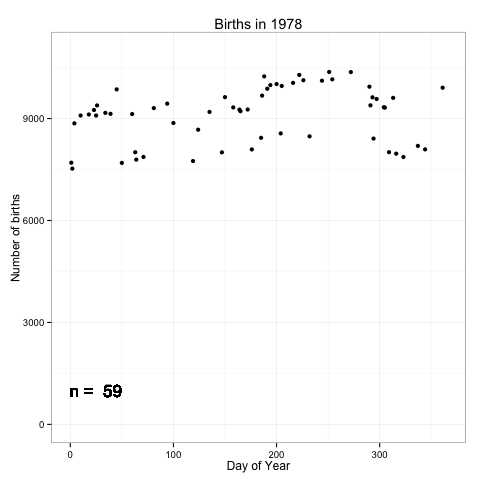 Births in 1978
Number of births
9000
6000
3000
0
n = 59
0 100 200 300
Day of Year